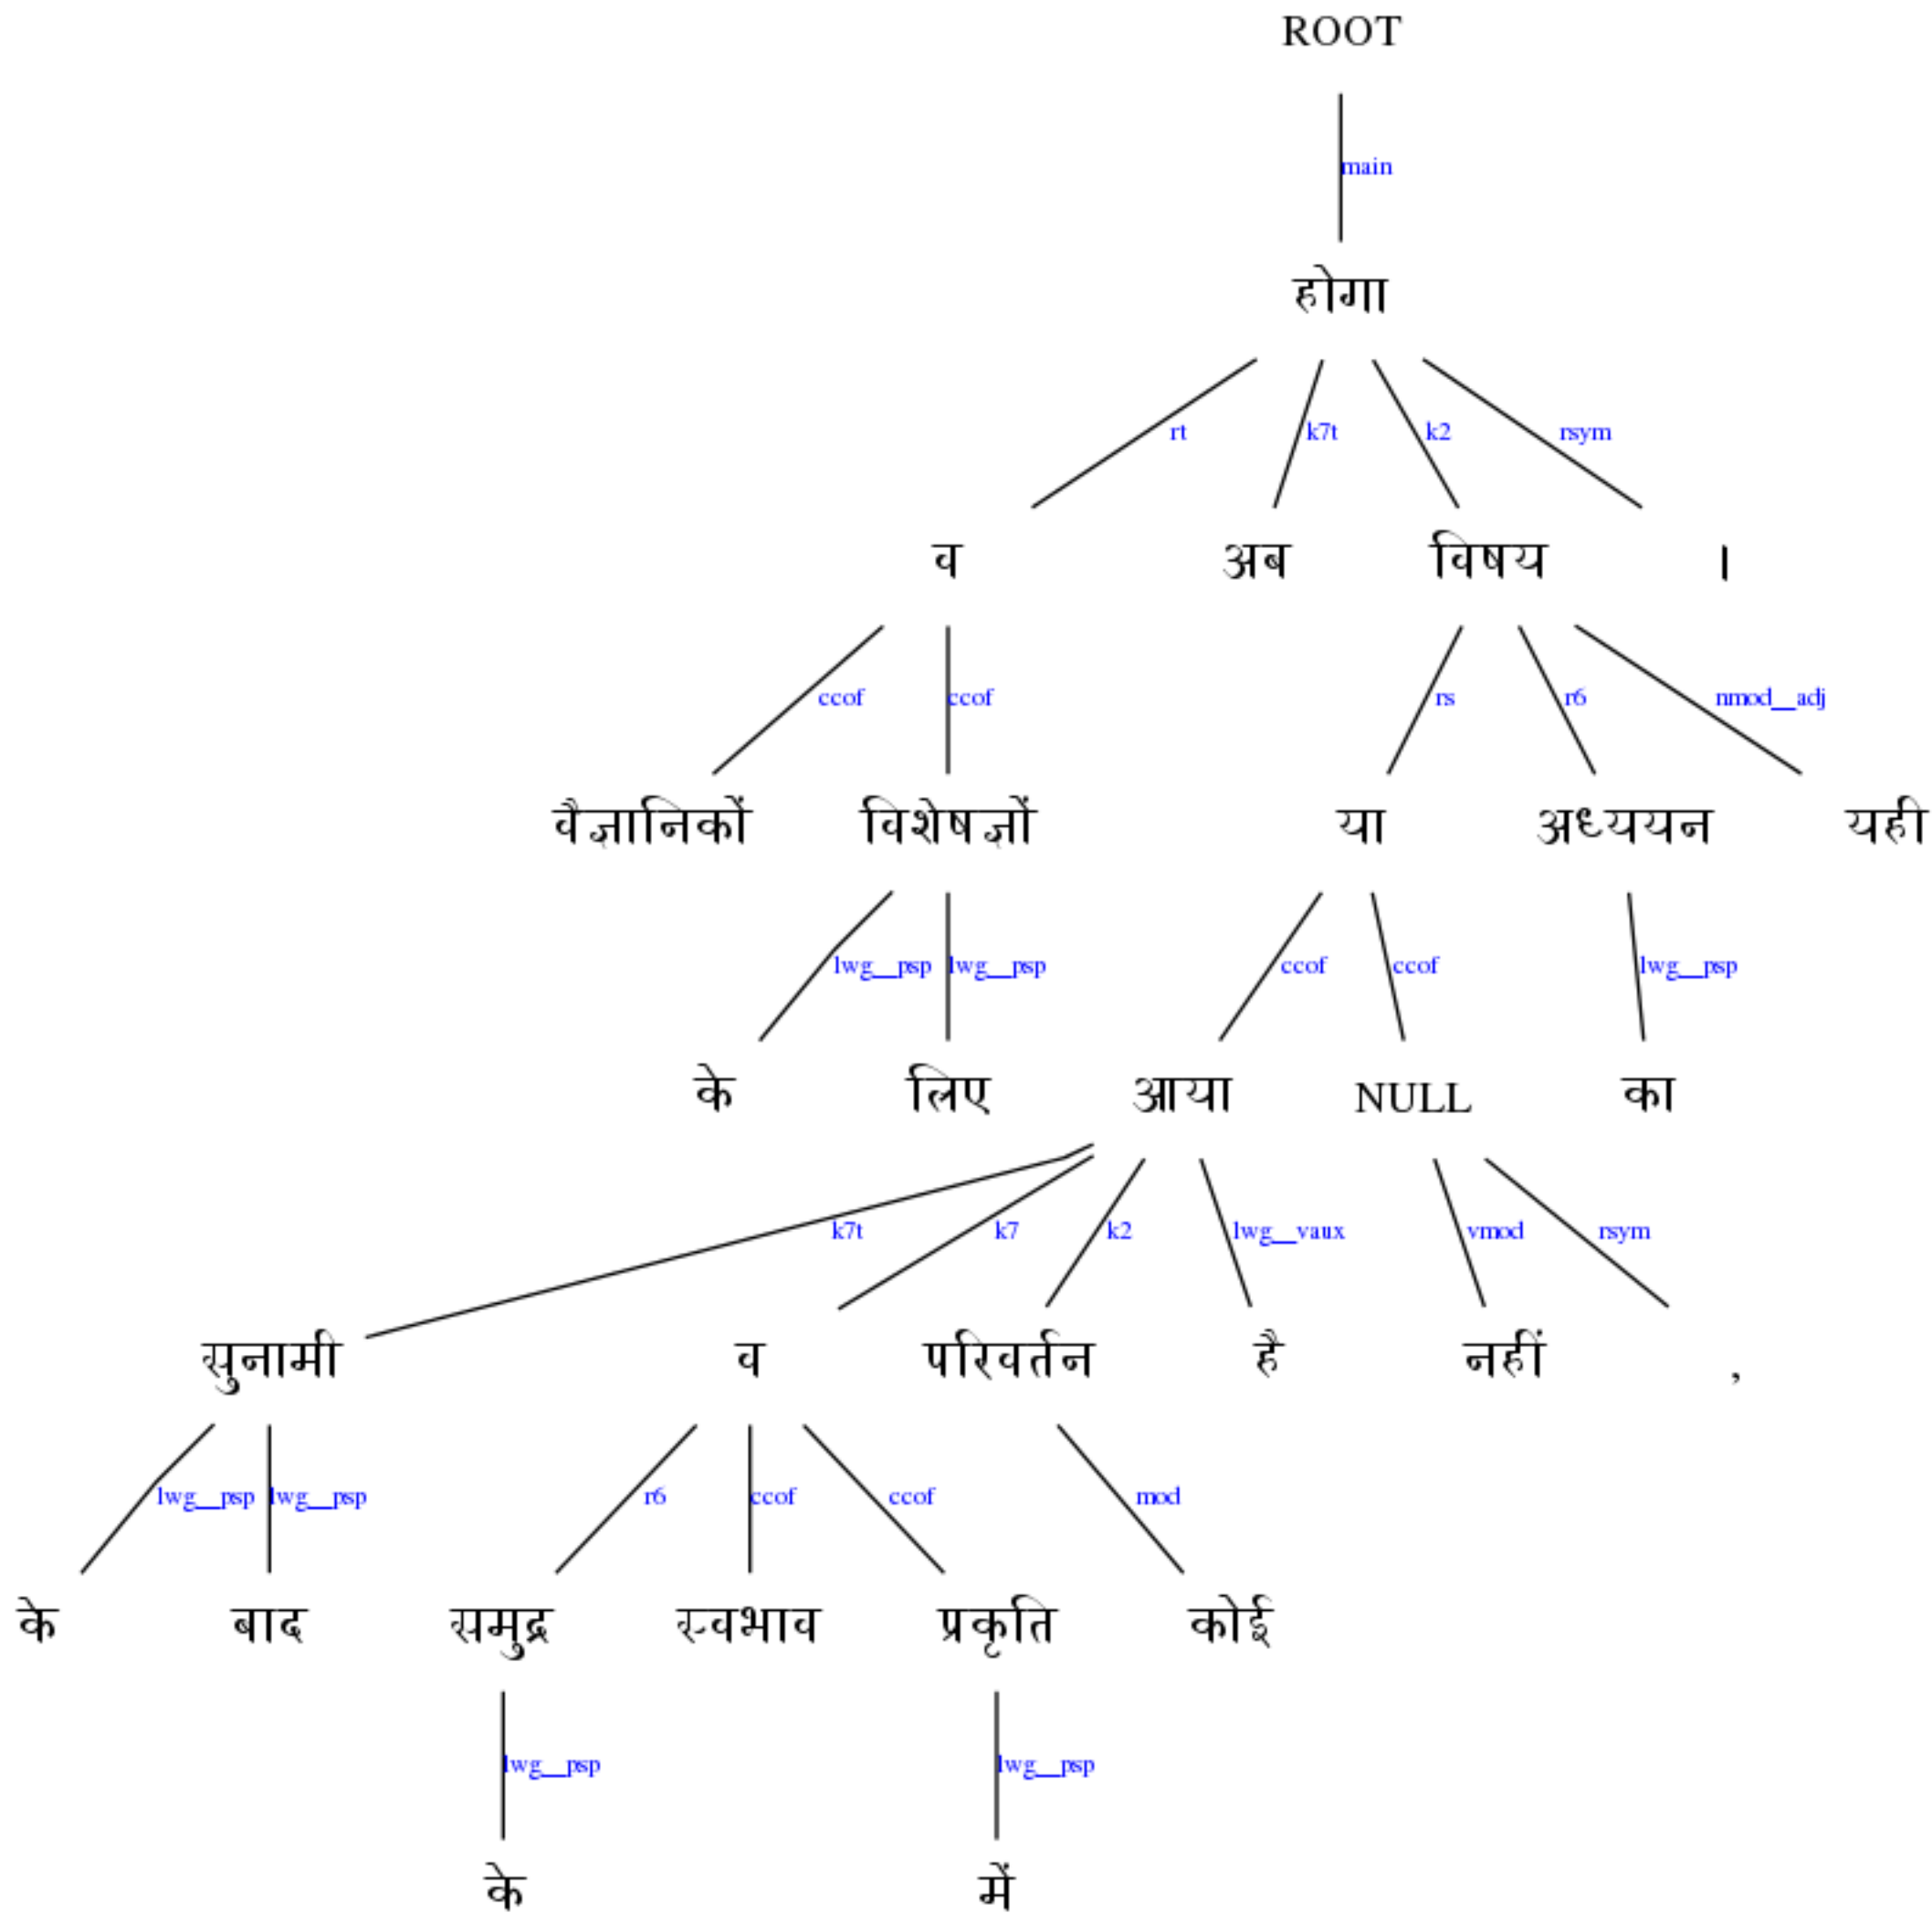 ROOT
main
होगा
rt k7t k2 rsym
व अब विषय ।
ccof ccof rs r6 nmod__adj
वैज्ञानिकों विशेषज्ञों या अध्ययन यही
lwg__psp lwg__psp ccof ccof lwg__psp
के लिए आया NULL का
k7t k7 k2 lwg__vaux vmod rsym
सुनामी व परिवर्तन है नहीं ,
lwg__psp lwg__psp r6 ccof ccof mod
के बाद समुद्र स्वभाव प्रकृति कोई
lwg__psp lwg__psp
के में